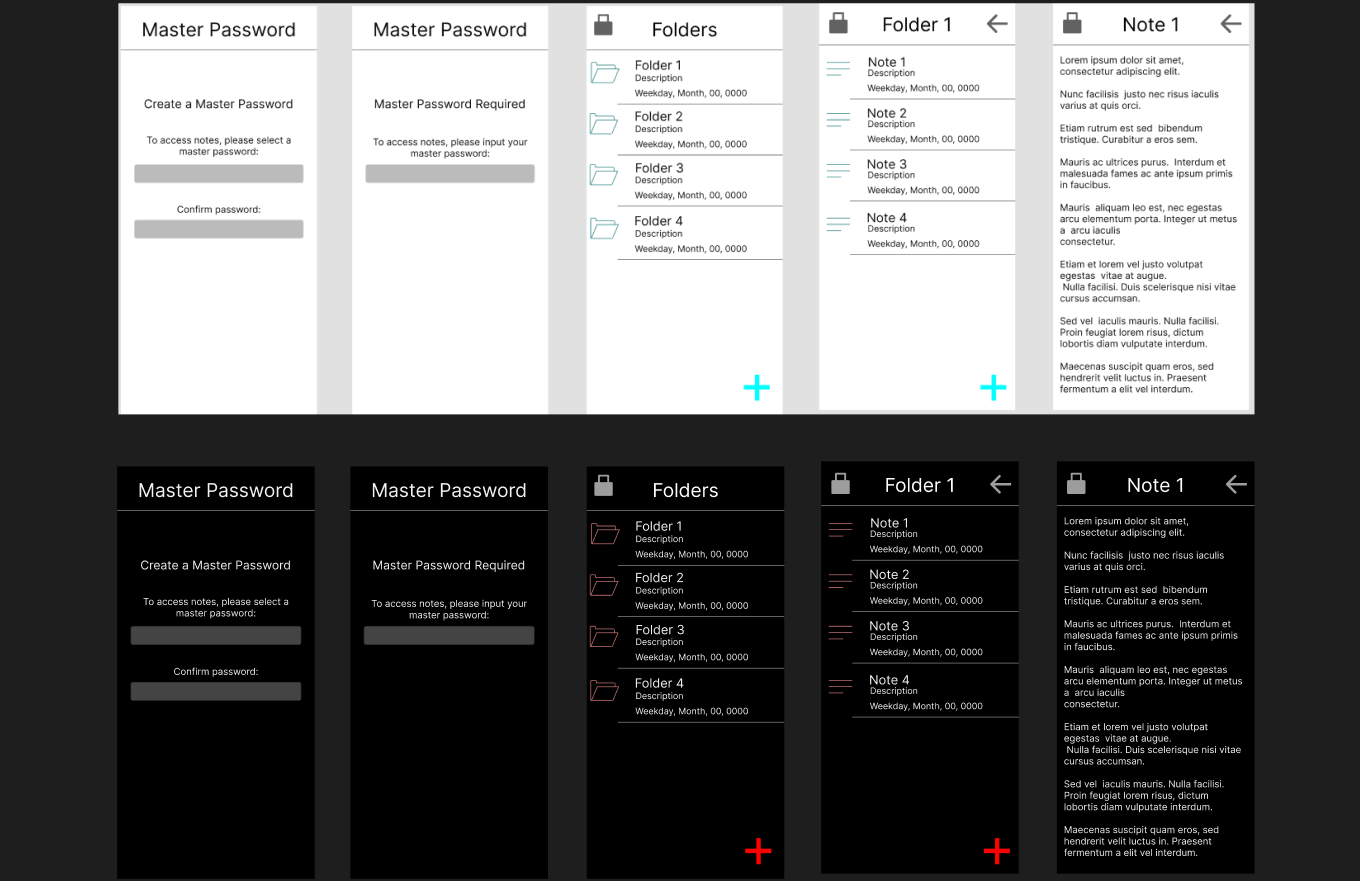 Master Password
Create a Master Password
To access notes, please select a
master password:
Confirm password:
Master Password
Master Password Required
To access notes, please input your
master password:
Folders
Folder 1
Description
Weekday, Month, 00, 0000
Folder 2
Description
Weekday, Month, 00, 0000
Folder 3
Description
Weekday, Month, 00, 0000
Folder 4
Description
Weekday, Month, 00, 0000
Folder 1
Note 1
Description
Weekday, Month, 00, 0000
Note 2
Description
Weekday, Month, 00, 0000
Note 3
Description
Weekday, Month, 00, 0000
Note 4
Description
Weekday, Month, 00, 0000
Note 1
Lorem ipsum dolor sit amet,
consectetur adipiscing elit.
Nunc facilisis  justo nec risus iaculis
varius at quis orci.
Etiam rutrum est sed  bibendum
tristique. Curabitur a eros sem.
Mauris ac ultrices purus.  Interdum et
malesuada fames ac ante ipsum primis
in faucibus.
Mauris  aliquam leo est, nec egestas
arcu elementum porta. Integer ut metus
a  arcu iaculis
consectetur.
Etiam et lorem vel justo volutpat
egestas  vitae at augue.
Nulla facilisi. Duis scelerisque nisi vitae
cursus accumsan.
Sed vel  iaculis mauris. Nulla facilisi.
Proin feugiat lorem risus, dictum
lobortis diam vulputate interdum.
Maecenas suscipit quam eros, sed
hendrerit velit luctus in. Praesent
fermentum a elit vel interdum.
Master Password
Create a Master Password
To access notes, please select a
master password:
Confirm password:
Master Password
Master Password Required
To access notes, please input your
master password:
Folders
Folder 1
Description
Weekday, Month, 00, 0000
Folder 2
Description
Weekday, Month, 00, 0000
Folder 3
Description
Weekday, Month, 00, 0000
Folder 4
Description
Weekday, Month, 00, 0000
Folder 1
Note 1
Description
Weekday, Month, 00, 0000
Note 2
Description
Weekday, Month, 00, 0000
Note 3
Description
Weekday, Month, 00, 0000
Note 4
Description
Weekday, Month, 00, 0000
Note 1
Lorem ipsum dolor sit amet,
consectetur adipiscing elit.
Nunc facilisis  justo nec risus iaculis
varius at quis orci.
Etiam rutrum est sed  bibendum
tristique. Curabitur a eros sem.
Mauris ac ultrices purus.  Interdum et
malesuada fames ac ante ipsum primis
in faucibus.
Mauris  aliquam leo est, nec egestas
arcu elementum porta. Integer ut metus
a  arcu iaculis
consectetur.
Etiam et lorem vel justo volutpat
egestas  vitae at augue.
Nulla facilisi. Duis scelerisque nisi vitae
cursus accumsan.
Sed vel  iaculis mauris. Nulla facilisi.
Proin feugiat lorem risus, dictum
lobortis diam vulputate interdum.
Maecenas suscipit quam eros, sed
hendrerit velit luctus in. Praesent
fermentum a elit vel interdum.